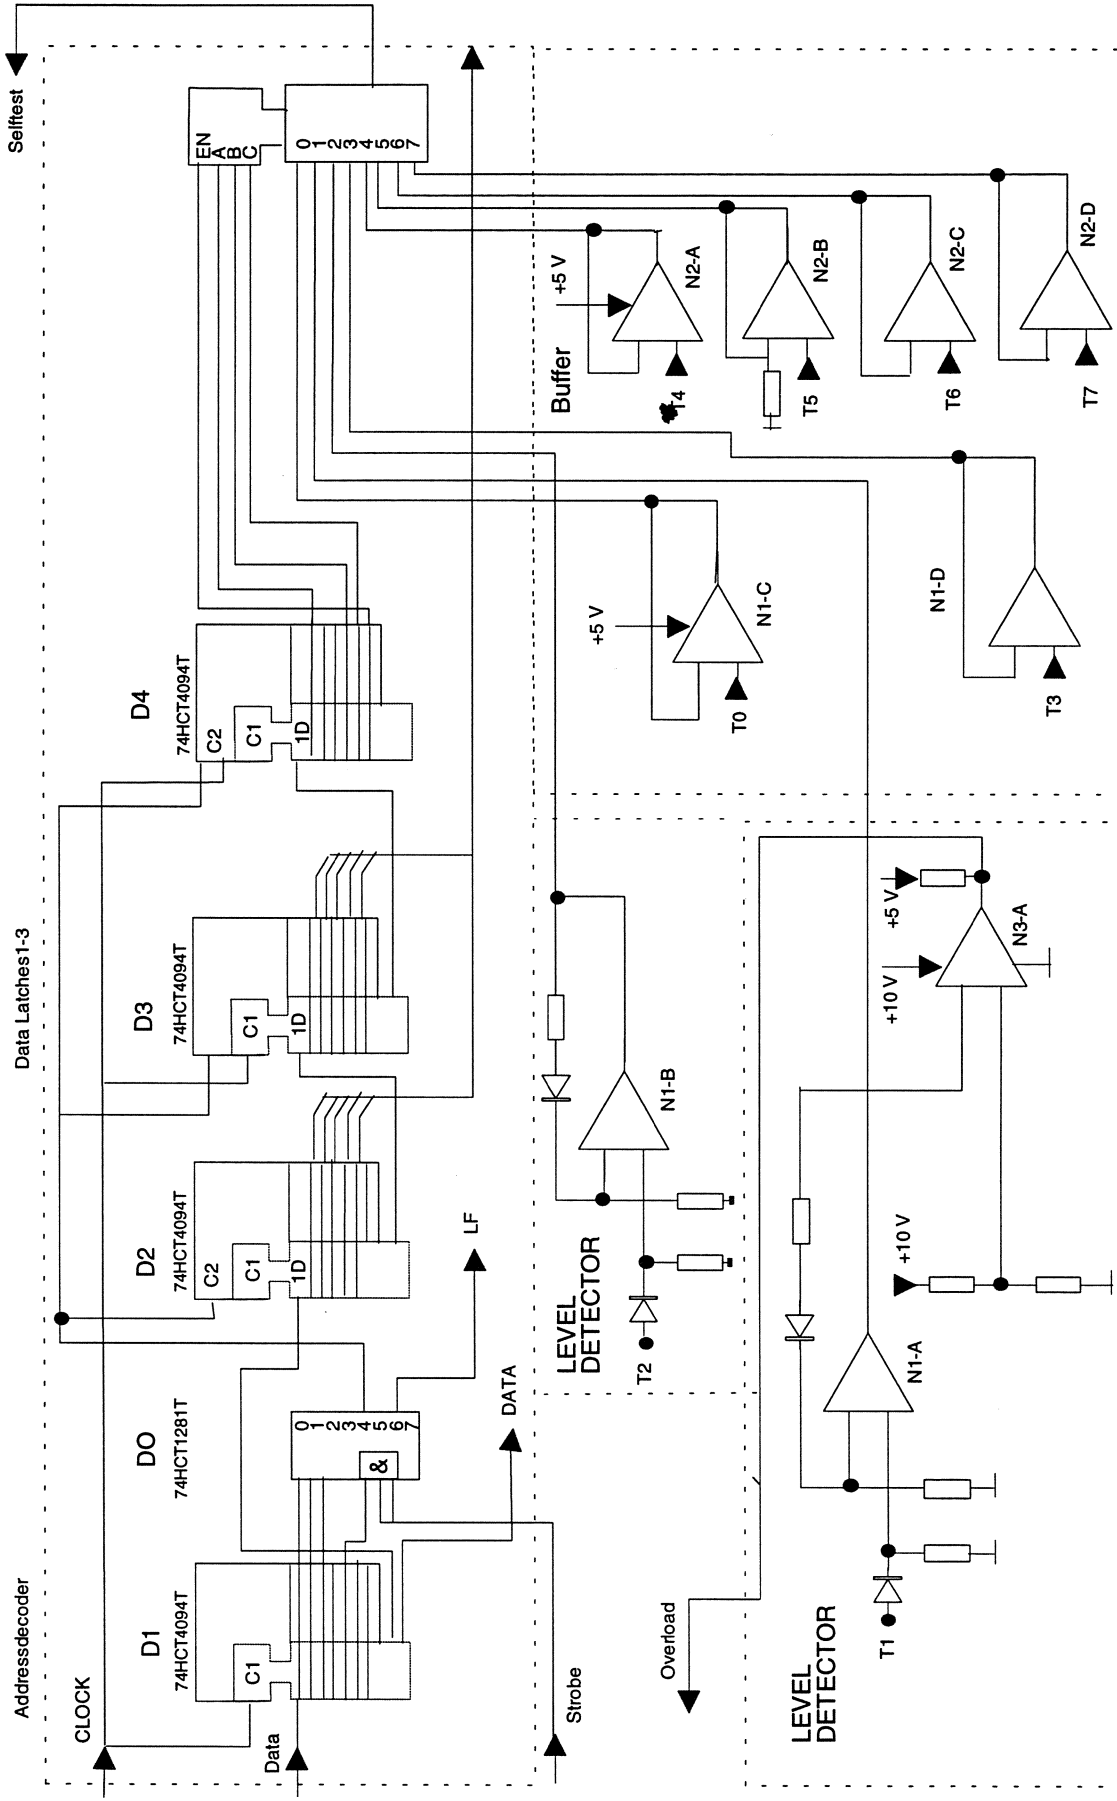 Addressdecoder
Data Latches1-3
CLOCK
Data
Strobe
D1
74HCT4094T
C1
DO
74HCT1281T
0
1
2
3
4
5
6
7
&
DATA
LF
D2
74HCT4094T
C2
C1
1D
D3
74HCT4094T
C1
1D
D4
74HCT4094T
C2
C1
1D
EN
A
B
C
0
1
2
3
4
5
6
7
Selftest
LEVEL
DETECTOR
T2
N1-B
Overload
LEVEL
DETECTOR
T1
N1-A
+10 V
+10 V
+5 V
N3-A
+5 V
N1-C
T0
N1-D
T3
Buffer
+5 V
N2-A
T4
N2-B
T5
N2-C
T6
N2-D
T7